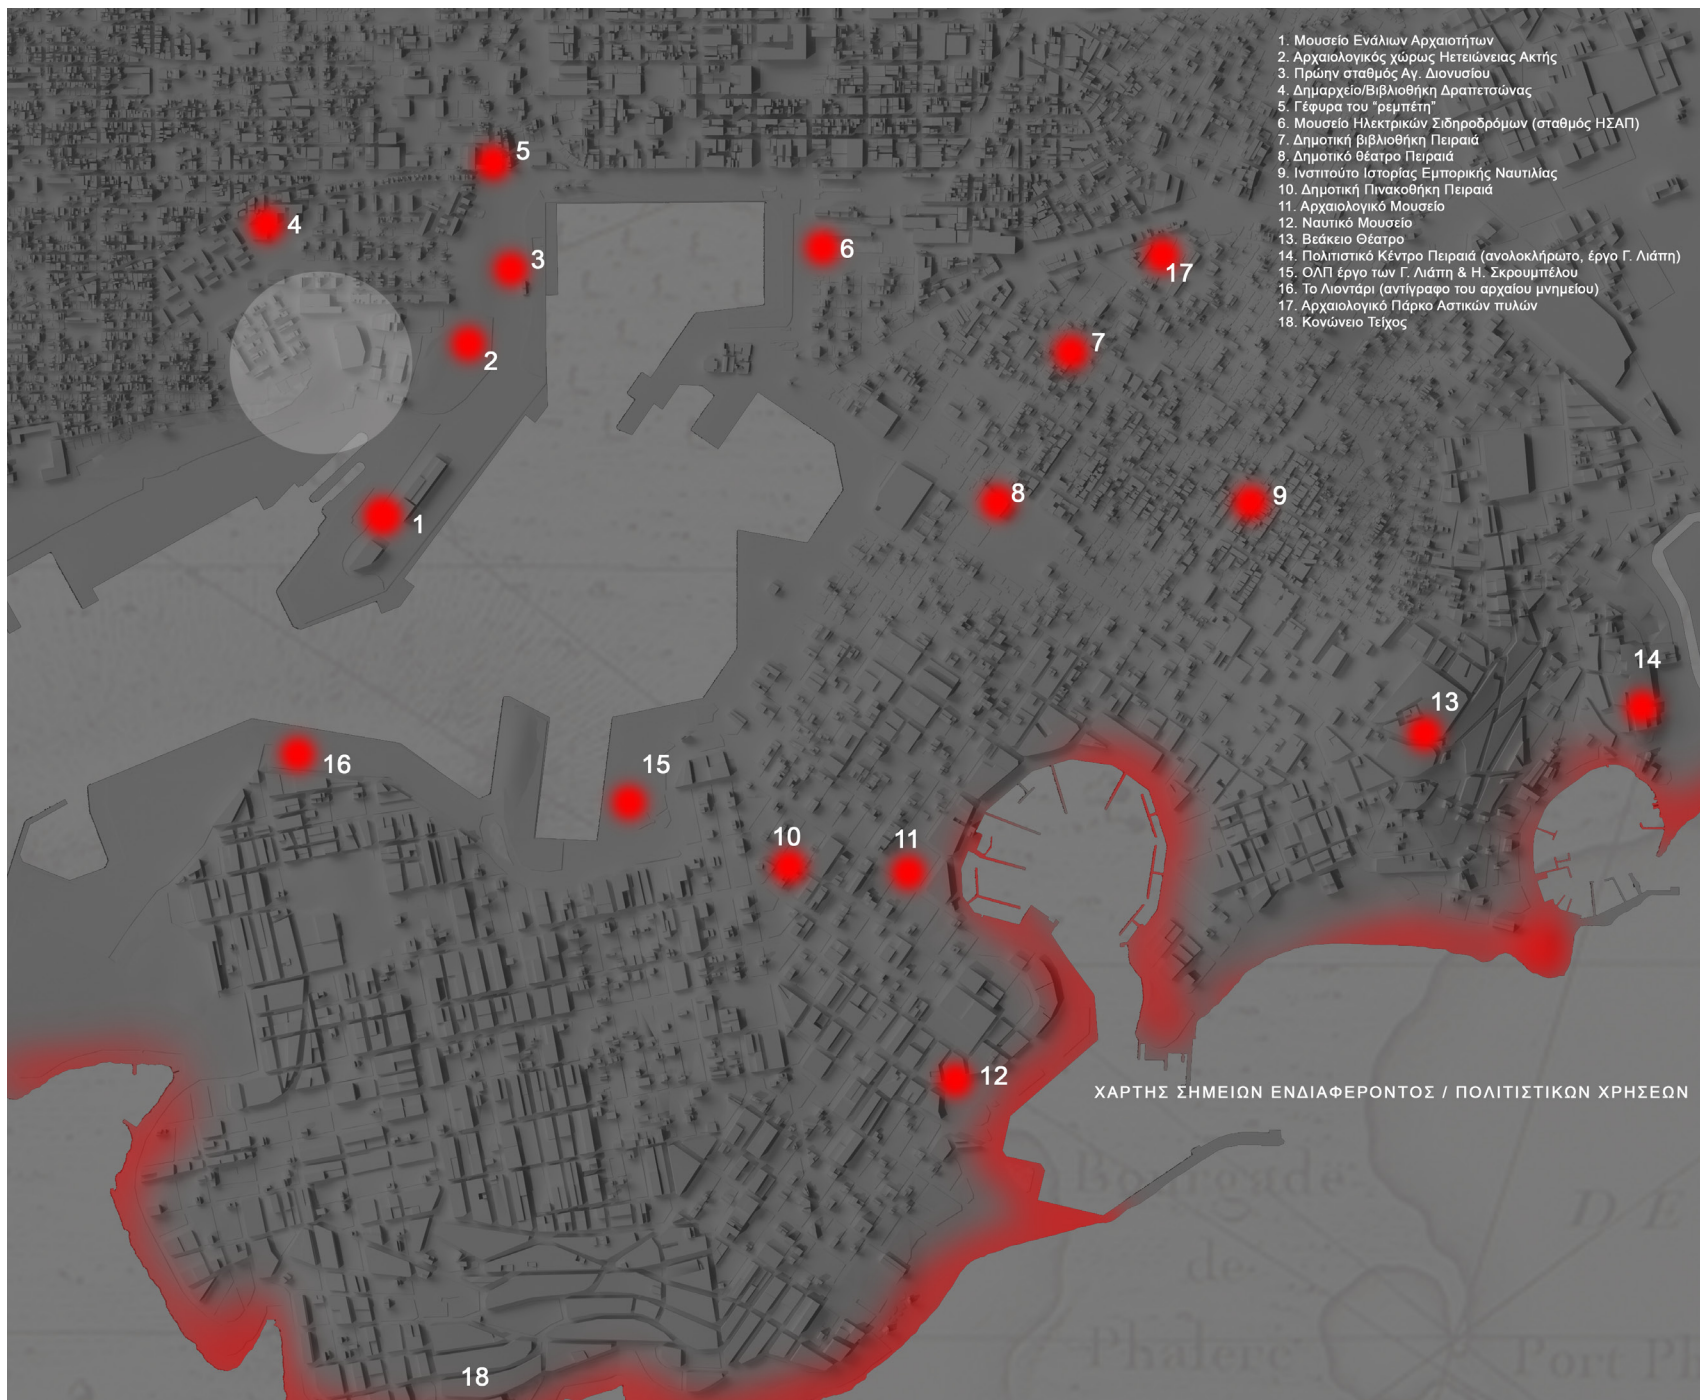 1. Μουσείο Ενάλιων Αρχαιοτήτων
2. Αρχαιολογικός χώρως Ηετειώνειας Ακτής
3. Πρώην σταθμός Αγ. Διονυσίου
4. Δημαρχείο/Βιβλιοθήκη Δραπετσώνας
5. Γέφυρα του “ρεμπέτη”
6. Μουσείο Ηλεκτρικών Σιδηροδρόμων (σταθμός ΗΣΑΠ)
7. Δημοτική βιβλιοθήκη Πειραιά
8. Δημοτικό θέατρο Πειραιά
9. Ινστιτούτο Ιστορίας Εμπορικής Ναυτιλίας
10. Δημοτική Πινακοθήκη Πειραιά
11. Αρχαιολογικό Μουσείο
12. Ναυτικό Μουσείο
13. Βεάκειο Θέατρο
14. Πολιτιστικό Κέντρο Πειραιά (ανολοκλήρωτο, έργο Γ. Λιάπη)
15. ΟΛΠ έργο των Γ. Λιάπη & Η. Σκρουμπέλου
16. Το Λιοντάρι (αντίγραφο του αρχαίου μνημείου)
17. Αρχαιολογικό Πάρκο Αστικών πυλών
18. Κονώνειο Τείχος
5
4
3
6
17
2
7
8
9
1
14
13
16
15
10
11
12
ΧΑΡΤΗΣ ΣΗΜΕΙΩΝ ΕΝΔΙΑΦΕΡΟΝΤΟΣ / ΠΟΛΙΤΙΣΤΙΚΩΝ ΧΡΗΣΕΩΝ
Bourgade
DE
de
Phalere
Port Ph
18